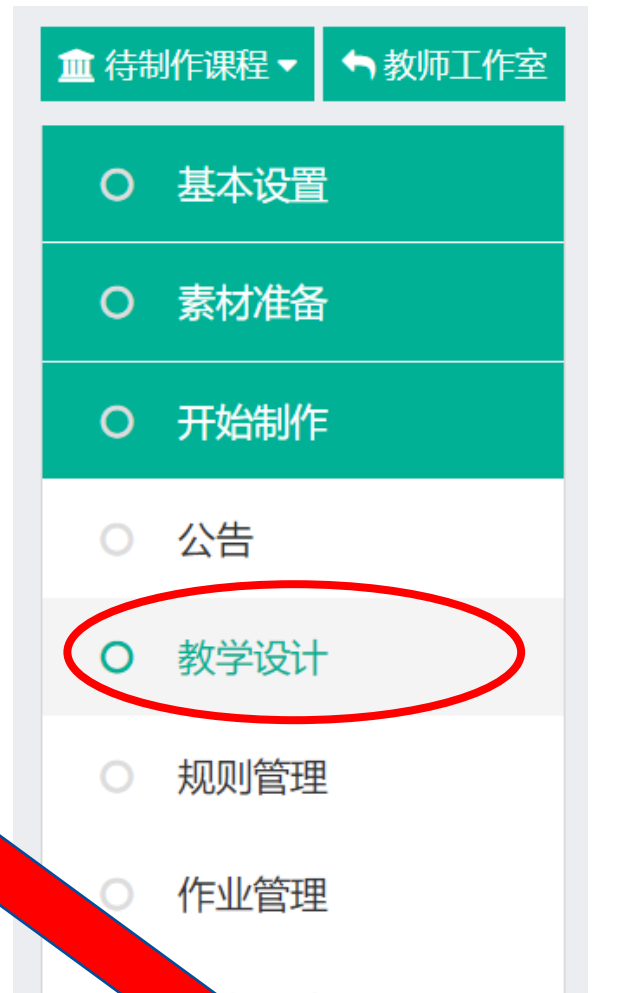 待制作课程 教师工作室
基本设置
素材准备
开始制作
公告
教学设计
规则管理
作业管理